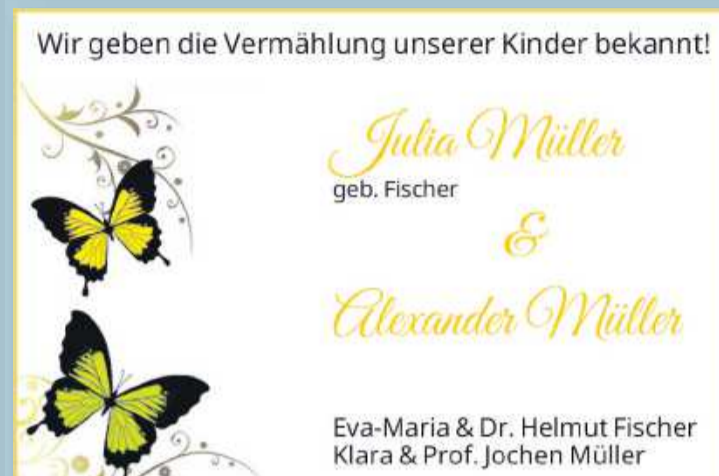 Wir geben die Vermählung unserer Kinder bekannt!
Julia Müller
geb. Fischer
&
Alexander Müller
Eva-Maria & Dr. Helmut Fischer
Klara & Prof. Jochen Müller